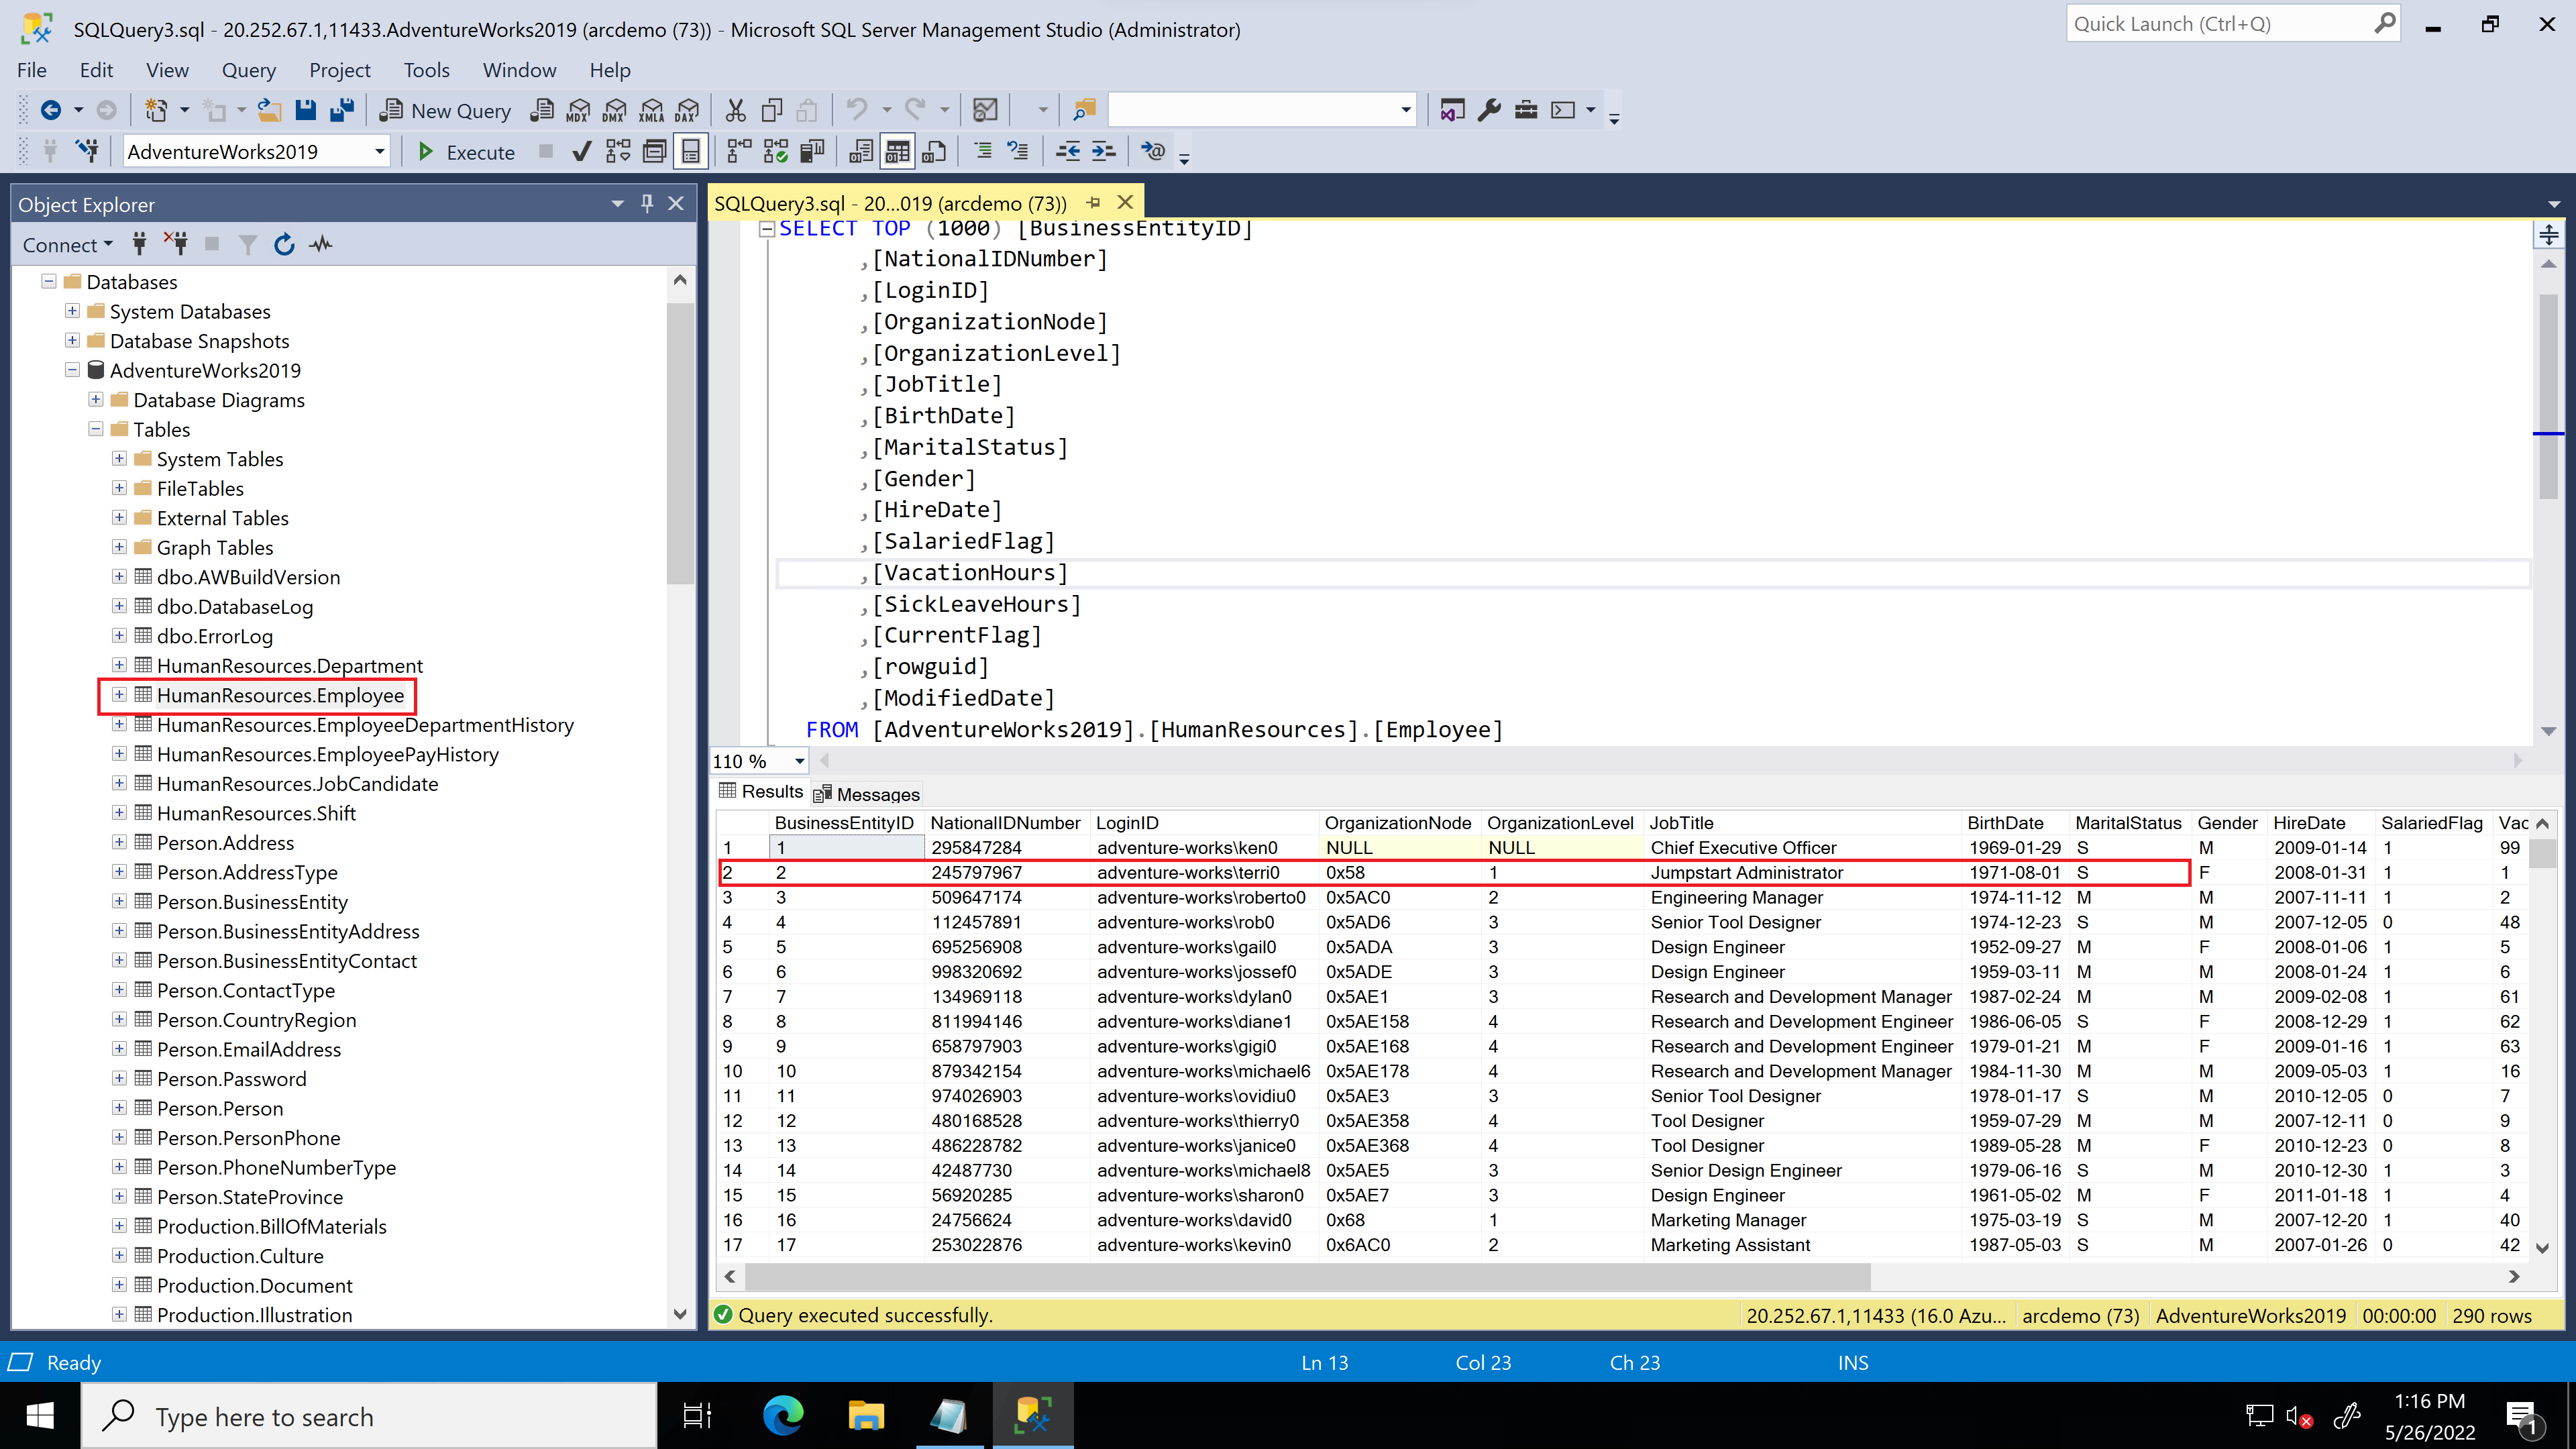 SQLQuery3.sql - 20.252.67.1,11433.AdventureWorks2019 (arcdemo (73)) - Microsoft SQL Server Management Studio (Administrator)
Quick Launch (Ctrl+Q)
File Edit View Query Project Tools Window Help
New Query MDX DMX XMLA DAX
AdventureWorks2019 Execute
Object Explorer
Connect
Databases
System Databases
Database Snapshots
AdventureWorks2019
Database Diagrams
Tables
System Tables
FileTables
External Tables
Graph Tables
dbo.AWBuildVersion
dbo.DatabaseLog
dbo.ErrorLog
HumanResources.Department
HumanResources.Employee
HumanResources.EmployeeDepartmentHistory
HumanResources.EmployeePayHistory
HumanResources.JobCandidate
HumanResources.Shift
Person.Address
Person.AddressType
Person.BusinessEntity
Person.BusinessEntityAddress
Person.BusinessEntityContact
Person.ContactType
Person.CountryRegion
Person.EmailAddress
Person.Password
Person.Person
Person.PersonPhone
Person.PhoneNumberType
Person.StateProvince
Production.BillOfMaterials
Production.Culture
Production.Document
Production.Illustration
SQLQuery3.sql - 20...019 (arcdemo (73))
SELECT TOP (1000) [BusinessEntityID]
,[NationalIDNumber]
,[LoginID]
,[OrganizationNode]
,[OrganizationLevel]
,[JobTitle]
,[BirthDate]
,[MaritalStatus]
,[Gender]
,[HireDate]
,[SalariedFlag]
,[VacationHours]
,[SickLeaveHours]
,[CurrentFlag]
,[rowguid]
,[ModifiedDate]
FROM [AdventureWorks2019].[HumanResources].[Employee]
110 %
Results Messages
BusinessEntityID NationalIDNumber LoginID OrganizationNode OrganizationLevel JobTitle BirthDate MaritalStatus Gender HireDate SalariedFlag Vac
1 1 295847284 adventure-works\ken0 NULL NULL Chief Executive Officer 1969-01-29 S M 2009-01-14 1 99
2 2 245797967 adventure-works\terri0 0x58 1 Jumpstart Administrator 1971-08-01 S F 2008-01-31 1 1
3 3 509647174 adventure-works\roberto0 0x5AC0 2 Engineering Manager 1974-11-12 M M 2007-11-11 1 2
4 4 112457891 adventure-works\rob0 0x5AD6 3 Senior Tool Designer 1974-12-23 S M 2007-12-05 0 48
5 5 695256908 adventure-works\gail0 0x5ADA 3 Design Engineer 1952-09-27 M F 2008-01-06 1 5
6 6 998320692 adventure-works\jossef0 0x5ADE 3 Design Engineer 1959-03-11 M M 2008-01-24 1 6
7 7 134969118 adventure-works\dylan0 0x5AE1 3 Research and Development Manager 1987-02-24 M M 2009-02-08 1 61
8 8 811994146 adventure-works\diane1 0x5AE158 4 Research and Development Engineer 1986-06-05 S F 2008-12-29 1 62
9 9 658797903 adventure-works\gigi0 0x5AE168 4 Research and Development Engineer 1979-01-21 M F 2009-01-16 1 63
10 10 879342154 adventure-works\michael6 0x5AE178 4 Research and Development Manager 1984-11-30 M M 2009-05-03 1 16
11 11 974026903 adventure-works\ovidiu0 0x5AE3 3 Senior Tool Designer 1978-01-17 S M 2010-12-05 0 7
12 12 480168528 adventure-works\thierry0 0x5AE358 4 Tool Designer 1959-07-29 M M 2007-12-11 0 9
13 13 486228782 adventure-works\janice0 0x5AE368 4 Tool Designer 1989-05-28 M F 2010-12-23 0 8
14 14 42487730 adventure-works\michael8 0x5AE5 3 Senior Design Engineer 1979-06-16 S M 2010-12-30 1 3
15 15 56920285 adventure-works\sharon0 0x5AE7 3 Design Engineer 1961-05-02 M F 2011-01-18 1 4
16 16 24756624 adventure-works\david0 0x68 1 Marketing Manager 1975-03-19 S M 2007-12-20 1 40
17 17 253022876 adventure-works\kevin0 0x6AC0 2 Marketing Assistant 1987-05-03 S M 2007-01-26 0 42
Query executed successfully. 20.252.67.1,11433 (16.0 Azu... arcdemo (73) AdventureWorks2019 00:00:00 290 rows
Ready Ln 13 Col 23 Ch 23 INS
Type here to search
1:16 PM
5/26/2022
1